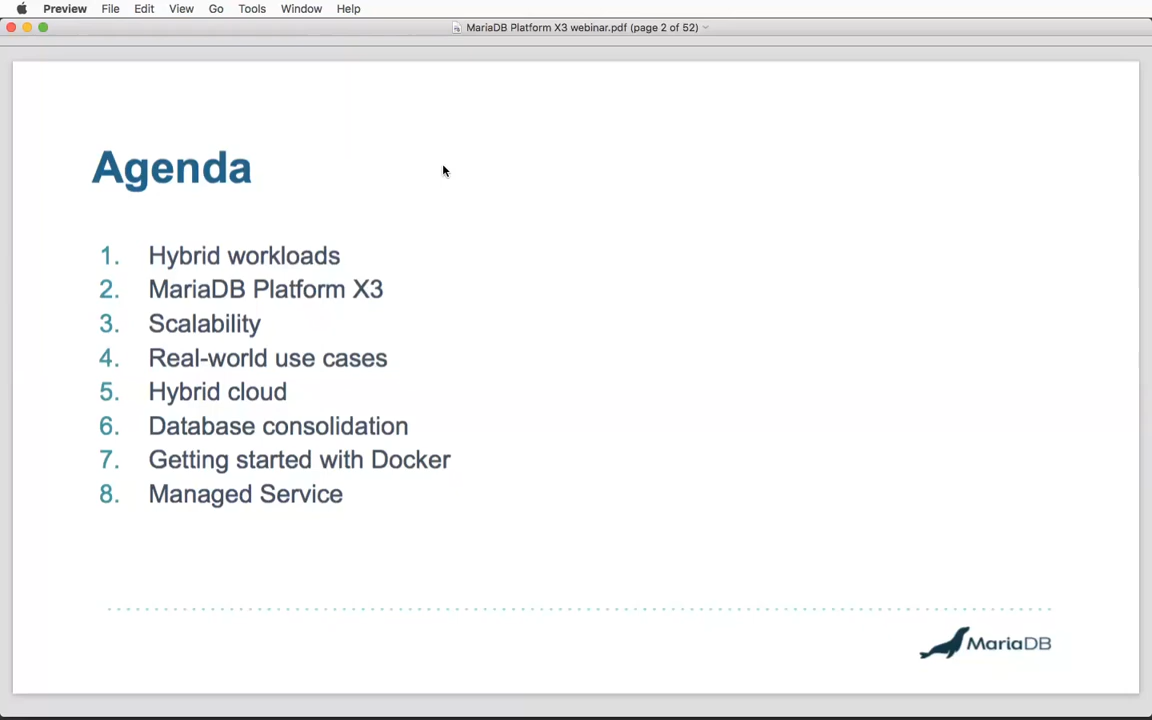 Preview File Edit View Go Tools Window Help
MariaDB Platform X3 webinar.pdf (page 2 of 52)
Agenda
1. Hybrid workloads
2. MariaDB Platform X3
3. Scalability
4. Real-world use cases
5. Hybrid cloud
6. Database consolidation
7. Getting started with Docker
8. Managed Service
MariaDB